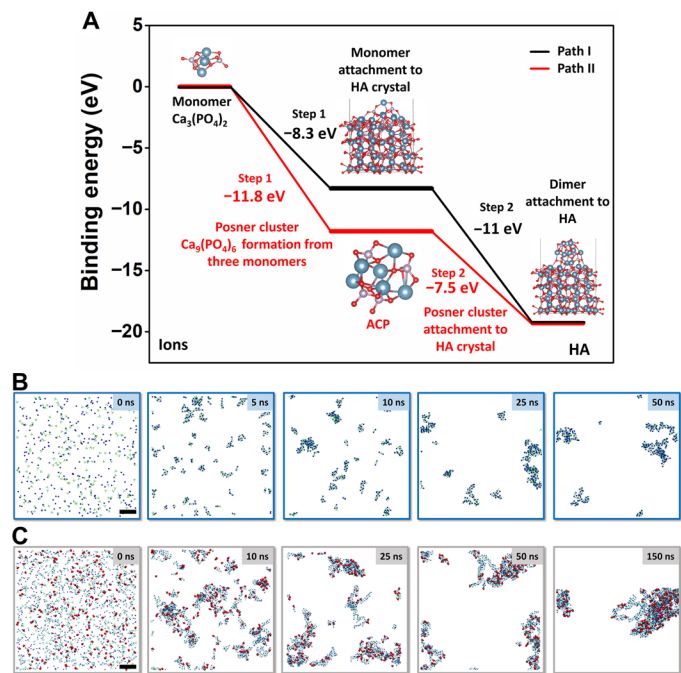 A
Binding energy (eV)
5
0
−5
−10
−15
−20
Monomer
Ca₃(PO₄)₂
Step 1
−8.3 eV
Monomer
attachment to
HA crystal
Path I
Path II
Step 1
−11.8 eV
Posner cluster
Ca₉(PO₄)₆ formation from
three monomers
ACP
Step 2
−11 eV
Dimer
attachment to
HA
Step 2
−7.5 eV
Posner cluster
attachment to
HA crystal
Ions
HA
B
0 ns
5 ns
10 ns
25 ns
50 ns
C
0 ns
10 ns
25 ns
50 ns
150 ns